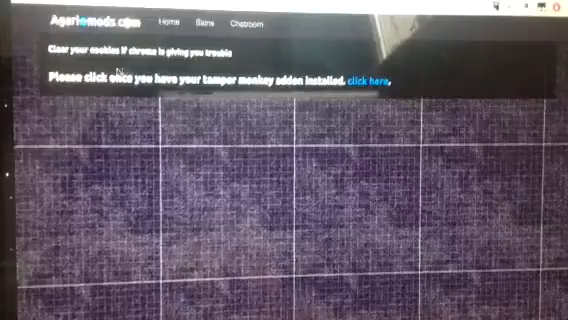 Agariomods.com Home Skins Chatroom
Clear your cookies if chrome is giving you trouble
Please click once you have your tamper monkey addon installed. click here.